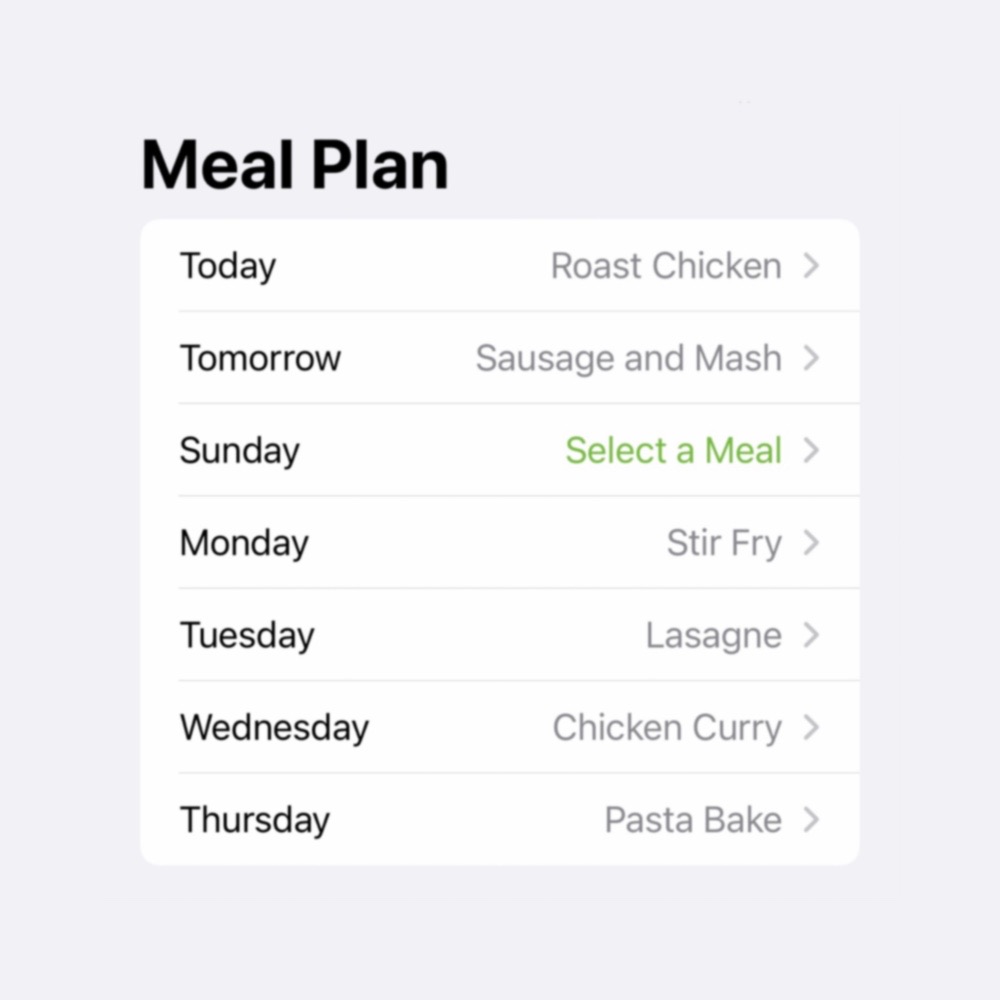 Meal Plan
Today Roast Chicken
Tomorrow Sausage and Mash
Sunday Select a Meal
Monday Stir Fry
Tuesday Lasagne
Wednesday Chicken Curry
Thursday Pasta Bake